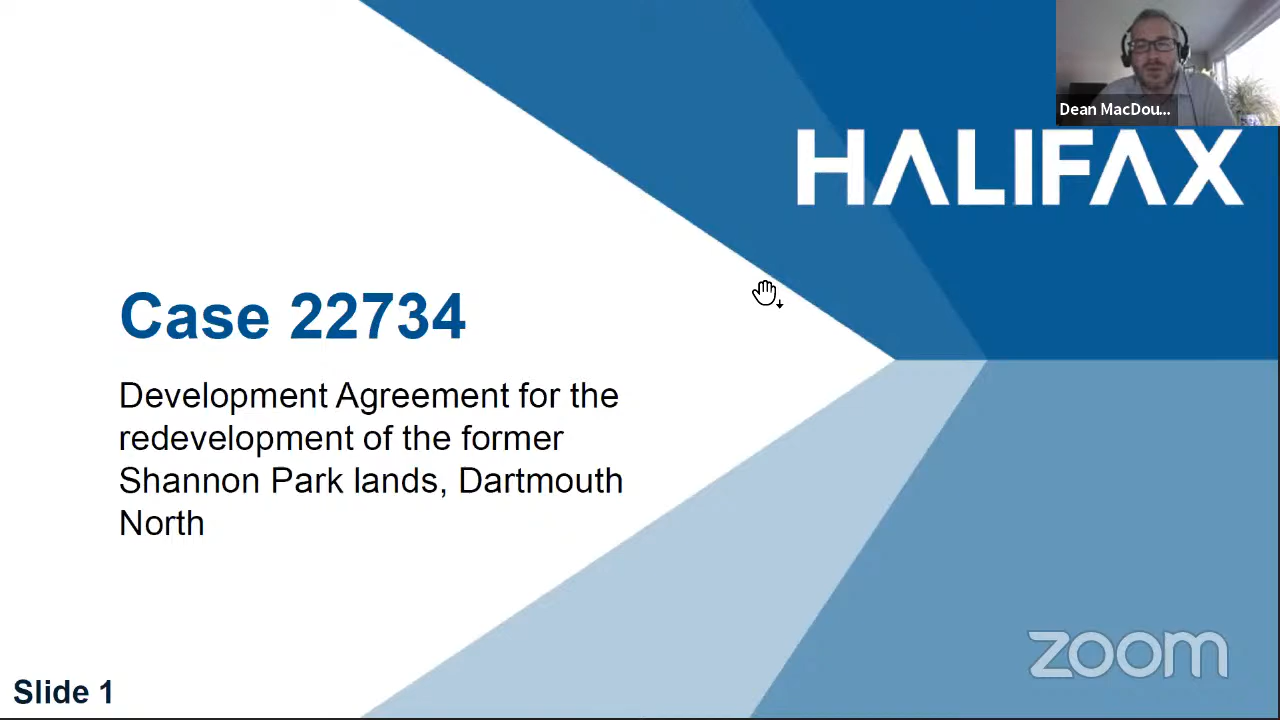 Dean MacDou...
HALIFAX
Case 22734
Development Agreement for the
redevelopment of the former
Shannon Park lands, Dartmouth
North
zoom
Slide 1